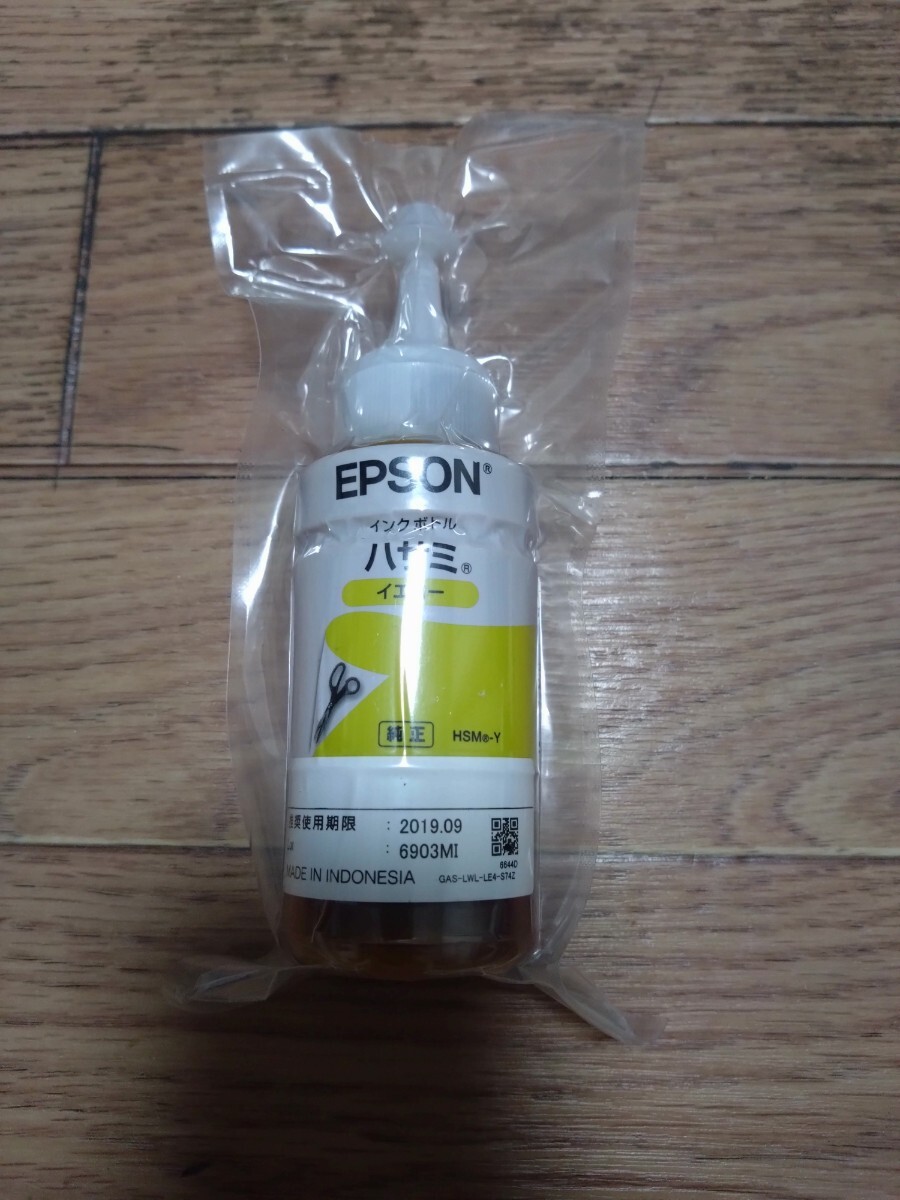 EPSON®
インクボトル
ハサミ®
イエロー
純正 HSM®-Y
推奨使用期限 : 2019.09
: 6903MI
MADE IN INDONESIA GAS-LWL-LE4-S74Z